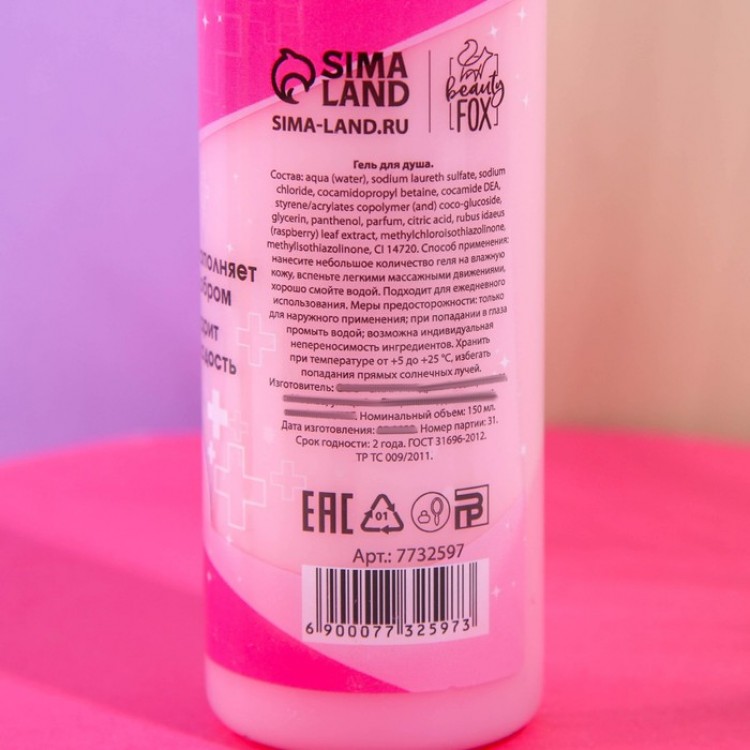 SIMA
LAND
SIMA-LAND.RU
beauty
FOX
Гель для душа.
Состав: aqua (water), sodium laureth sulfate, sodium
chloride, cocamidopropyl betaine, cocamide DEA,
styrene/acrylates copolymer (and) coco-glucoside,
glycerin, panthenol, parfum, citric acid, rubus idaeus
(raspberry) leaf extract, methylchloroisothiazolinone,
methylisothiazolinone, CI 14720. Способ применения:
нанесите небольшое количество геля на влажную
кожу, вспеньте легкими массажными движениями,
хорошо смойте водой. Подходит для ежедневного
использования. Меры предосторожности: только
для наружного применения; при попадании в глаза
промыть водой; возможна индивидуальная
непереносимость ингредиентов. Хранить
при температуре от +5 до +25 °С, избегать
попадания прямых солнечных лучей.
Изготовитель:
Номинальный объем: 150 мл.
Дата изготовления: Номер партии: 31.
Срок годности: 2 года. ГОСТ 31696-2012.
ТР ТС 009/2011.
ополняет
бром
рит
дость
EAC 01
Арт.: 7732597
6 900077 325973